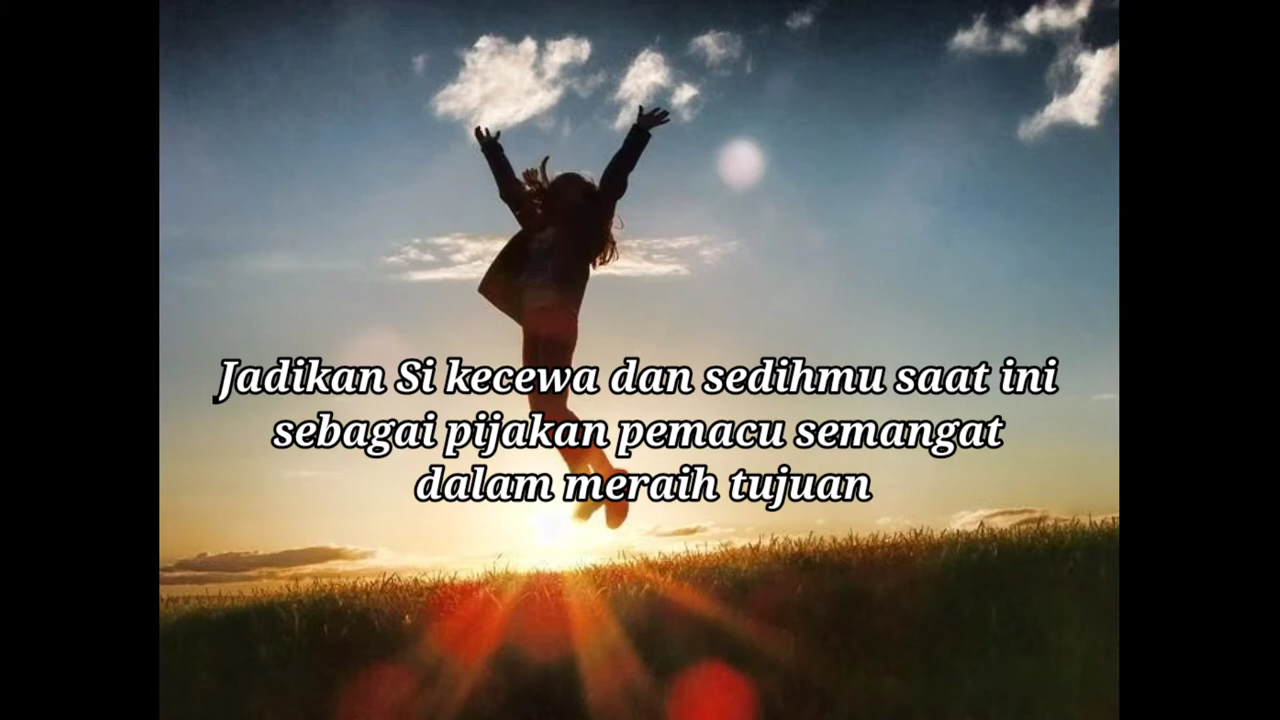 Jadikan Si kecewa dan sedihmu saat ini
sebagai pijakan pemacu semangat
dalam meraih tujuan